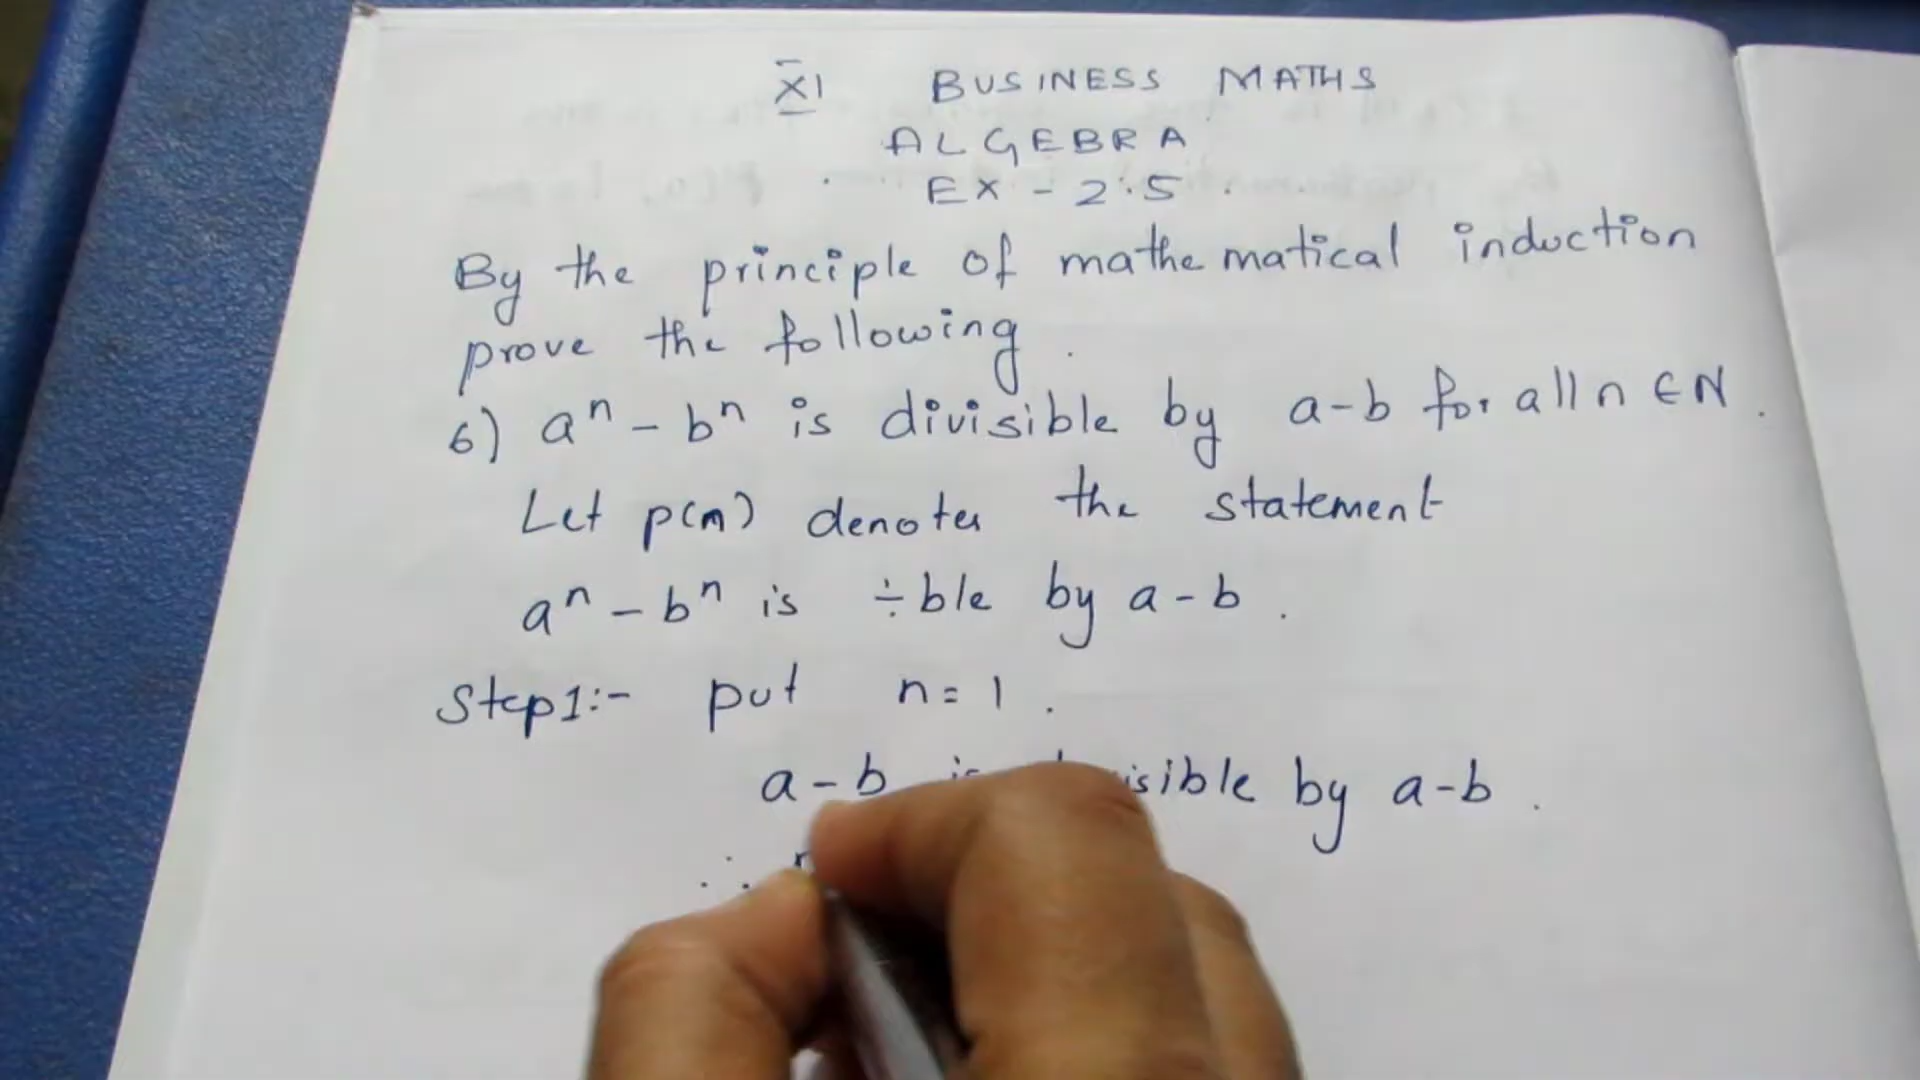 XI BUSINESS MATHS
ALGEBRA
EX - 2.5
By the principle of mathematical induction
prove the following.
6) aⁿ - bⁿ is divisible by a-b for all n ∈ N.
Let p(n) denotes the statement
aⁿ - bⁿ is ÷ble by a-b.
Step1:- put n=1.
a-b is by a-b.
∴